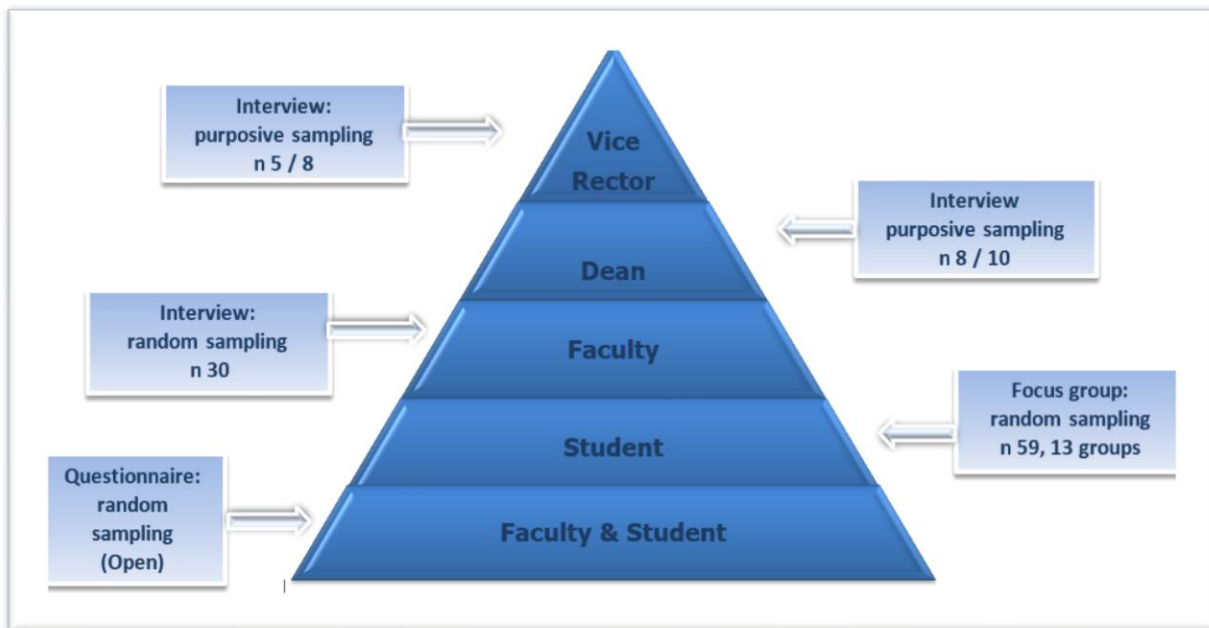 Interview:
purposive sampling
n 5 / 8
Vice
Rector
Interview
purposive sampling
n 8 / 10
Dean
Interview:
random sampling
n 30
Faculty
Focus group:
random sampling
n 59, 13 groups
Student
Questionnaire:
random
sampling
(Open)
Faculty & Student